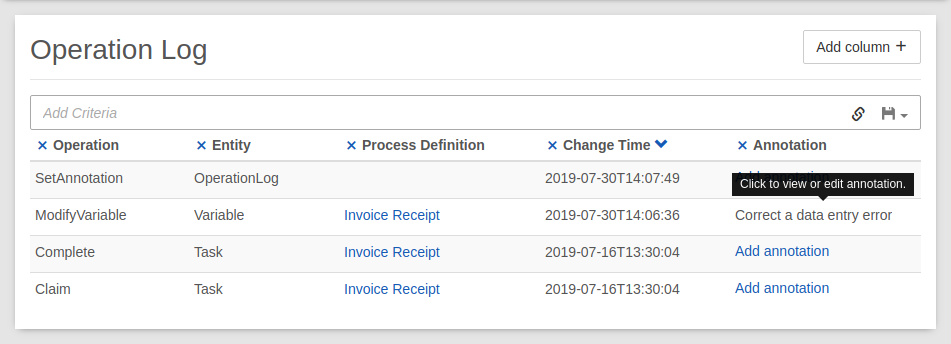 Operation Log
Add column +
Add Criteria
× Operation × Entity × Process Definition × Change Time × Annotation
SetAnnotation OperationLog 2019-07-30T14:07:49
Click to view or edit annotation.
ModifyVariable Variable Invoice Receipt 2019-07-30T14:06:36 Correct a data entry error
Complete Task Invoice Receipt 2019-07-16T13:30:04 Add annotation
Claim Task Invoice Receipt 2019-07-16T13:30:04 Add annotation